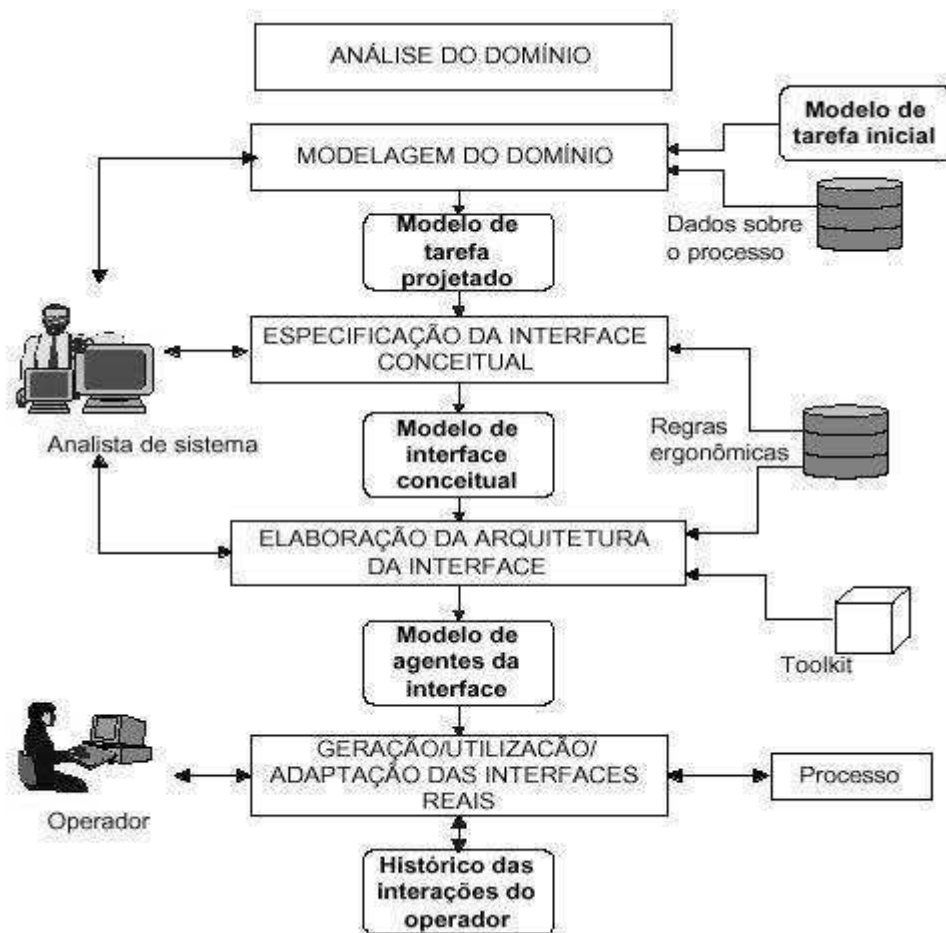 ANÁLISE DO DOMÍNIO
Modelo de
tarefa inicial
MODELAGEM DO DOMÍNIO
Dados sobre
o processo
Modelo de
tarefa
projetado
ESPECIFICAÇÃO DA INTERFACE
CONCEITUAL
Analista de sistema
Modelo de
interface
conceitual
Regras
ergonômicas
ELABORAÇÃO DA ARQUITETURA
DA INTERFACE
Modelo de
agentes da
interface
Toolkit
GERAÇÃO/UTILIZACÃO/
ADAPTAÇÃO DAS INTERFACES
REAIS
Processo
Operador
Histórico das
interações do
operador